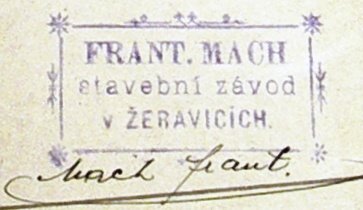 FRANT. MACH
stavební závod
v ŽERAVICÍCH.
Mach Frant.